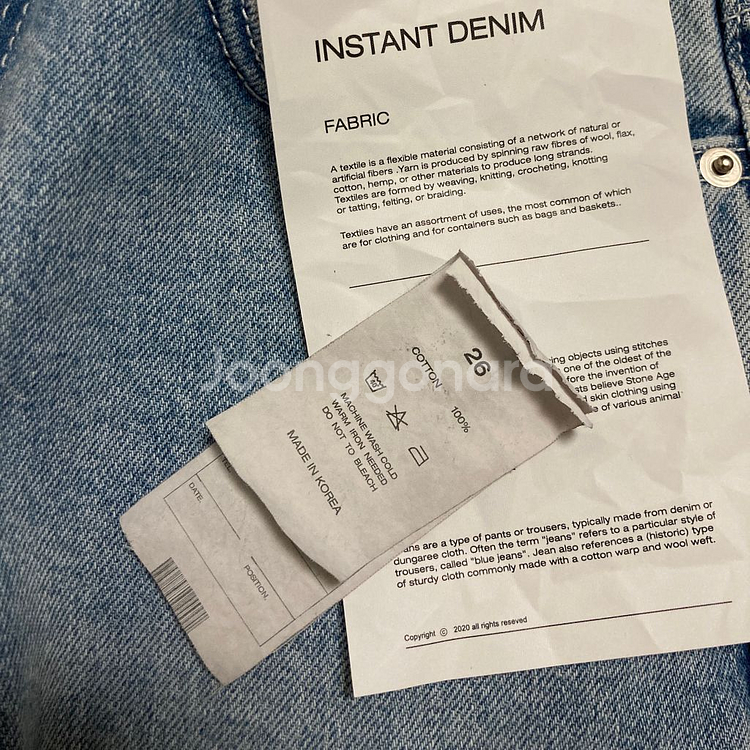 INSTANT DENIM
FABRIC
A textile is a flexible material consisting of a network of natural or
artificial fibers .Yarn is produced by spinning raw fibres of wool, flax,
cotton, hemp, or other materials to produce long strands.
Textiles are formed by weaving, knitting, crocheting, knotting
or tatting, felting, or braiding.
Textiles have an assortment of uses, the most common of which
are for clothing and for containers such as bags and baskets..
objects using stitches
one of the oldest of the
the invention of
believe Stone Age
skin clothing using
of various animal
are a type of pants or trousers, typically made from denim or
dungaree cloth. Often the term "jeans" refers to a particular style of
trousers, called "blue jeans". Jean also references a (historic) type
of sturdy cloth commonly made with a cotton warp and wool weft.
Copyright © 2020 all rights reseved
26
COTTON 100%
MACHINE WASH COLD
WARM IRON NEEDED
DO NOT TO BLEACH
MADE IN KOREA
DATE.
POSITION.
Joonggonara